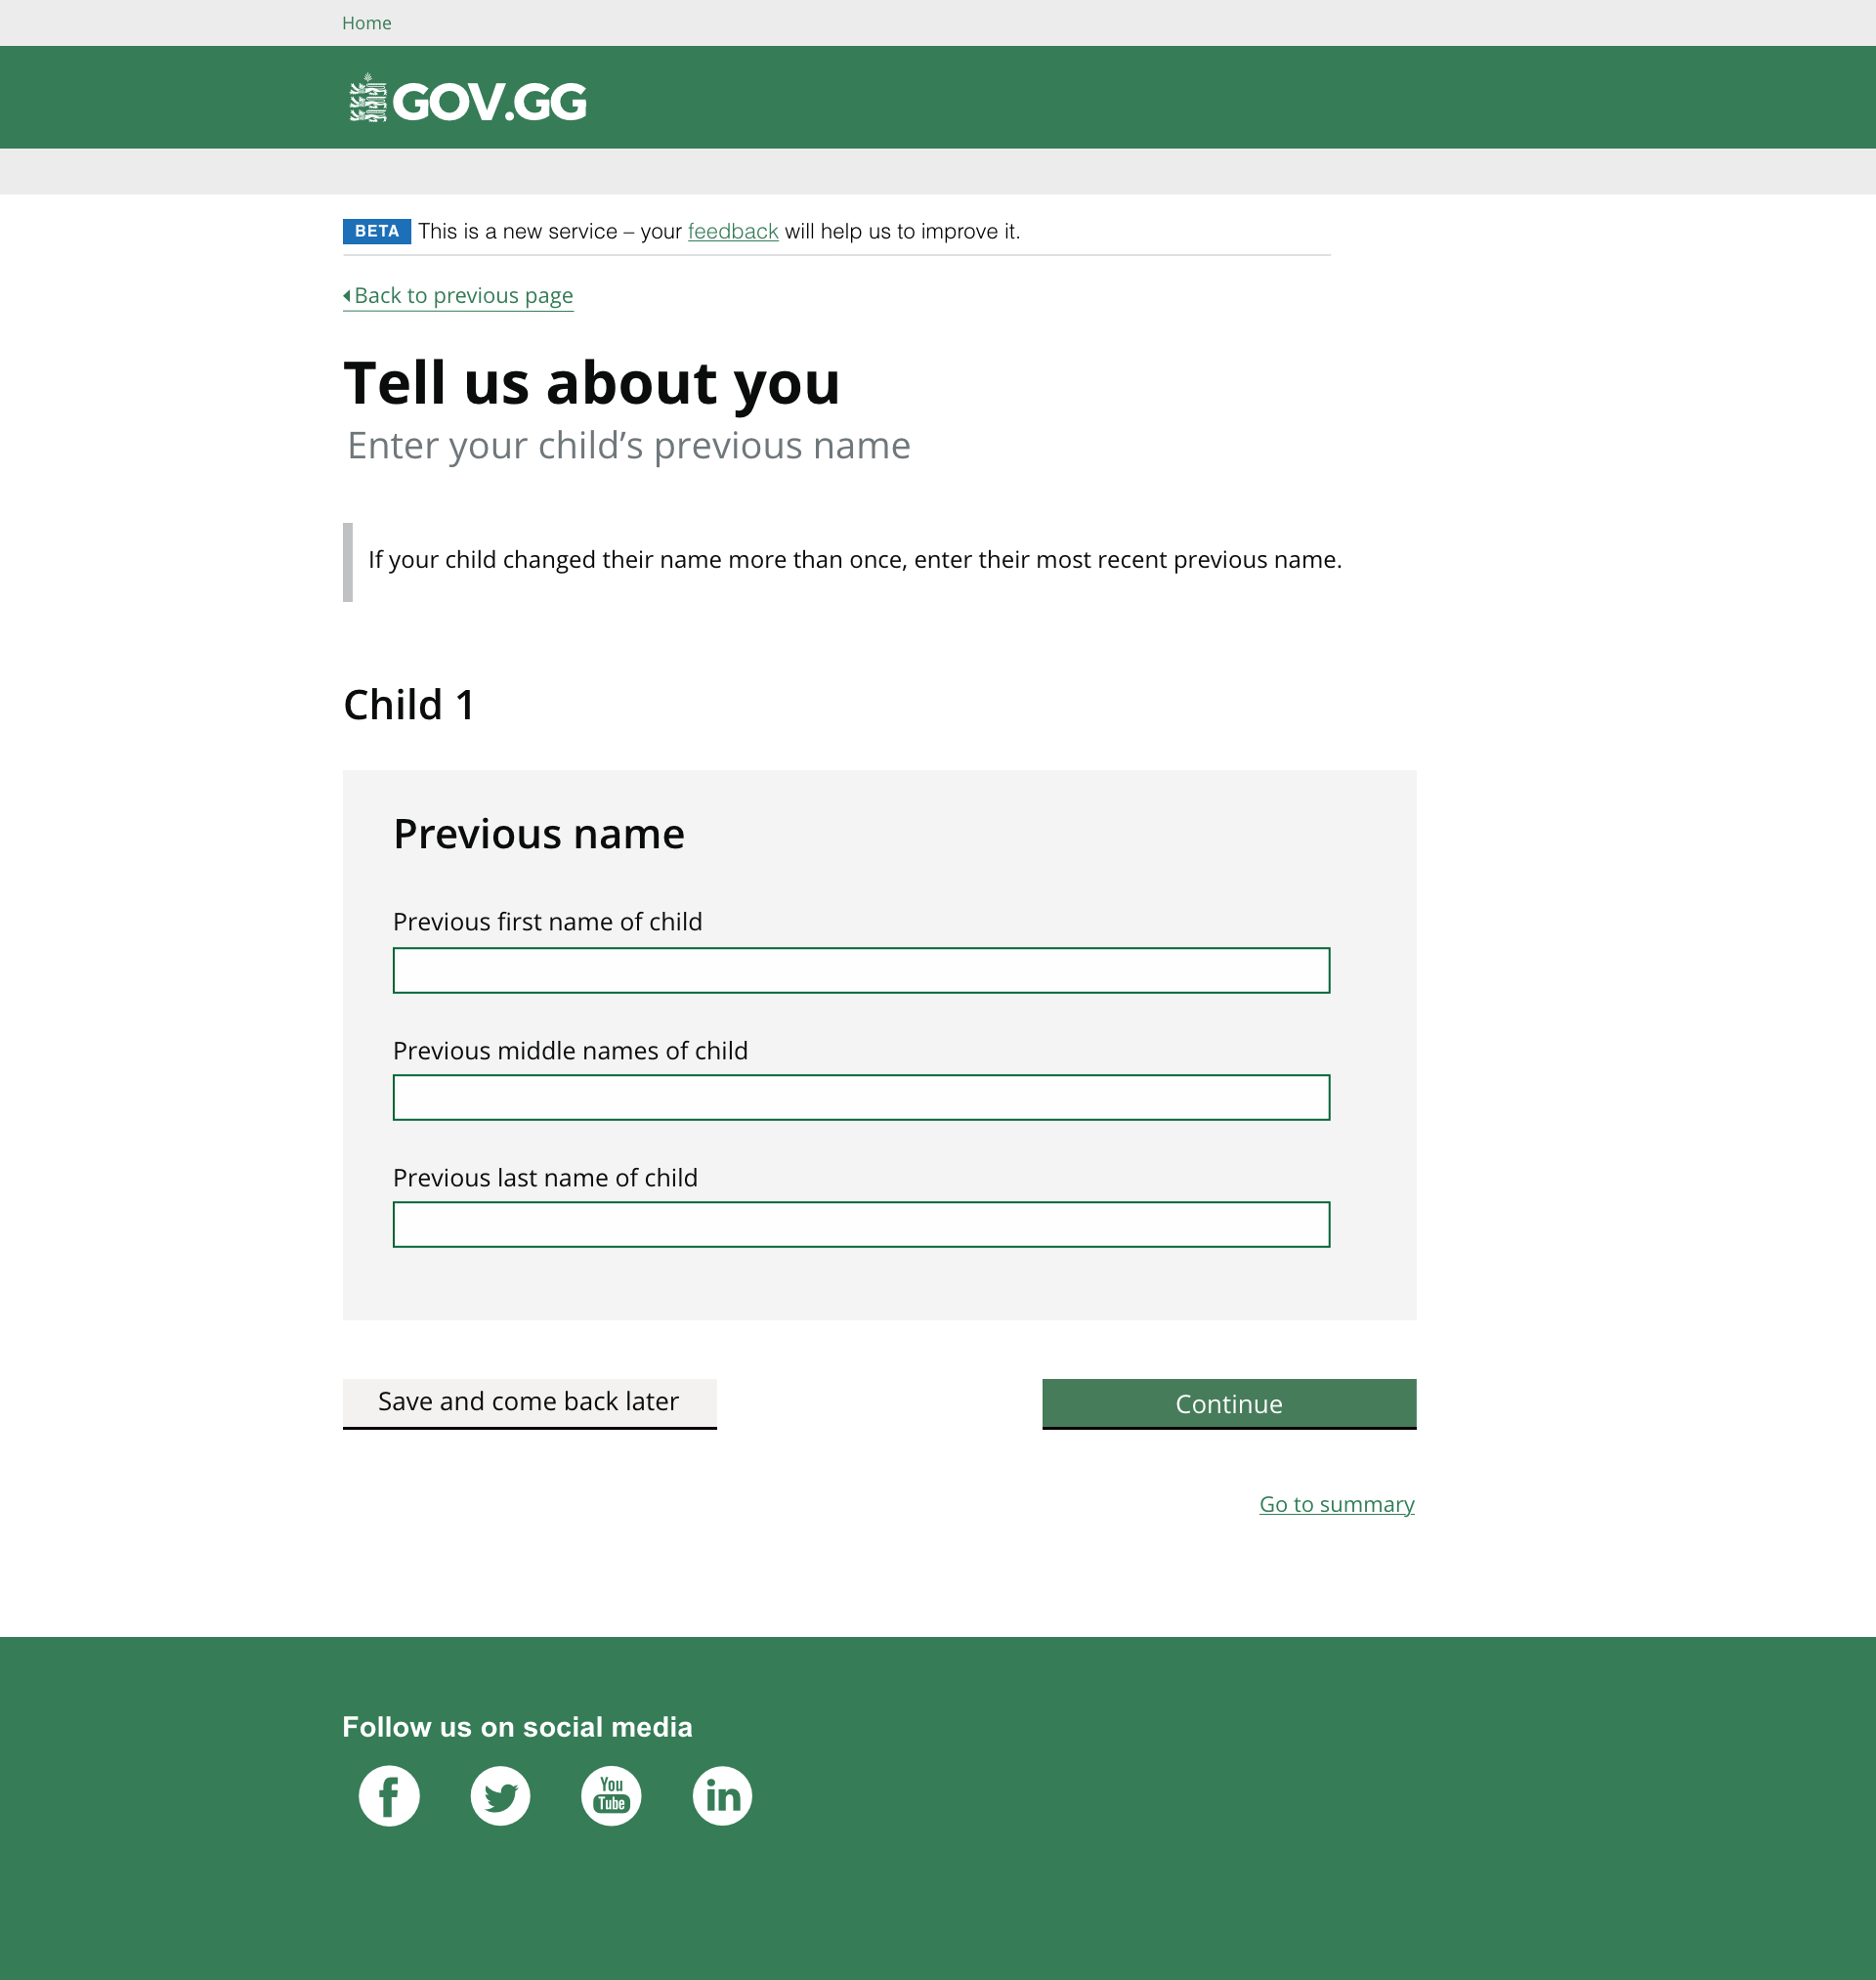 Home
GOV.GG
BETA This is a new service – your feedback will help us to improve it.
Back to previous page
Tell us about you
Enter your child’s previous name
If your child changed their name more than once, enter their most recent previous name.
Child 1
Previous name
Previous first name of child
Previous middle names of child
Previous last name of child
Save and come back later
Continue
Go to summary
Follow us on social media
f
You
Tube
in